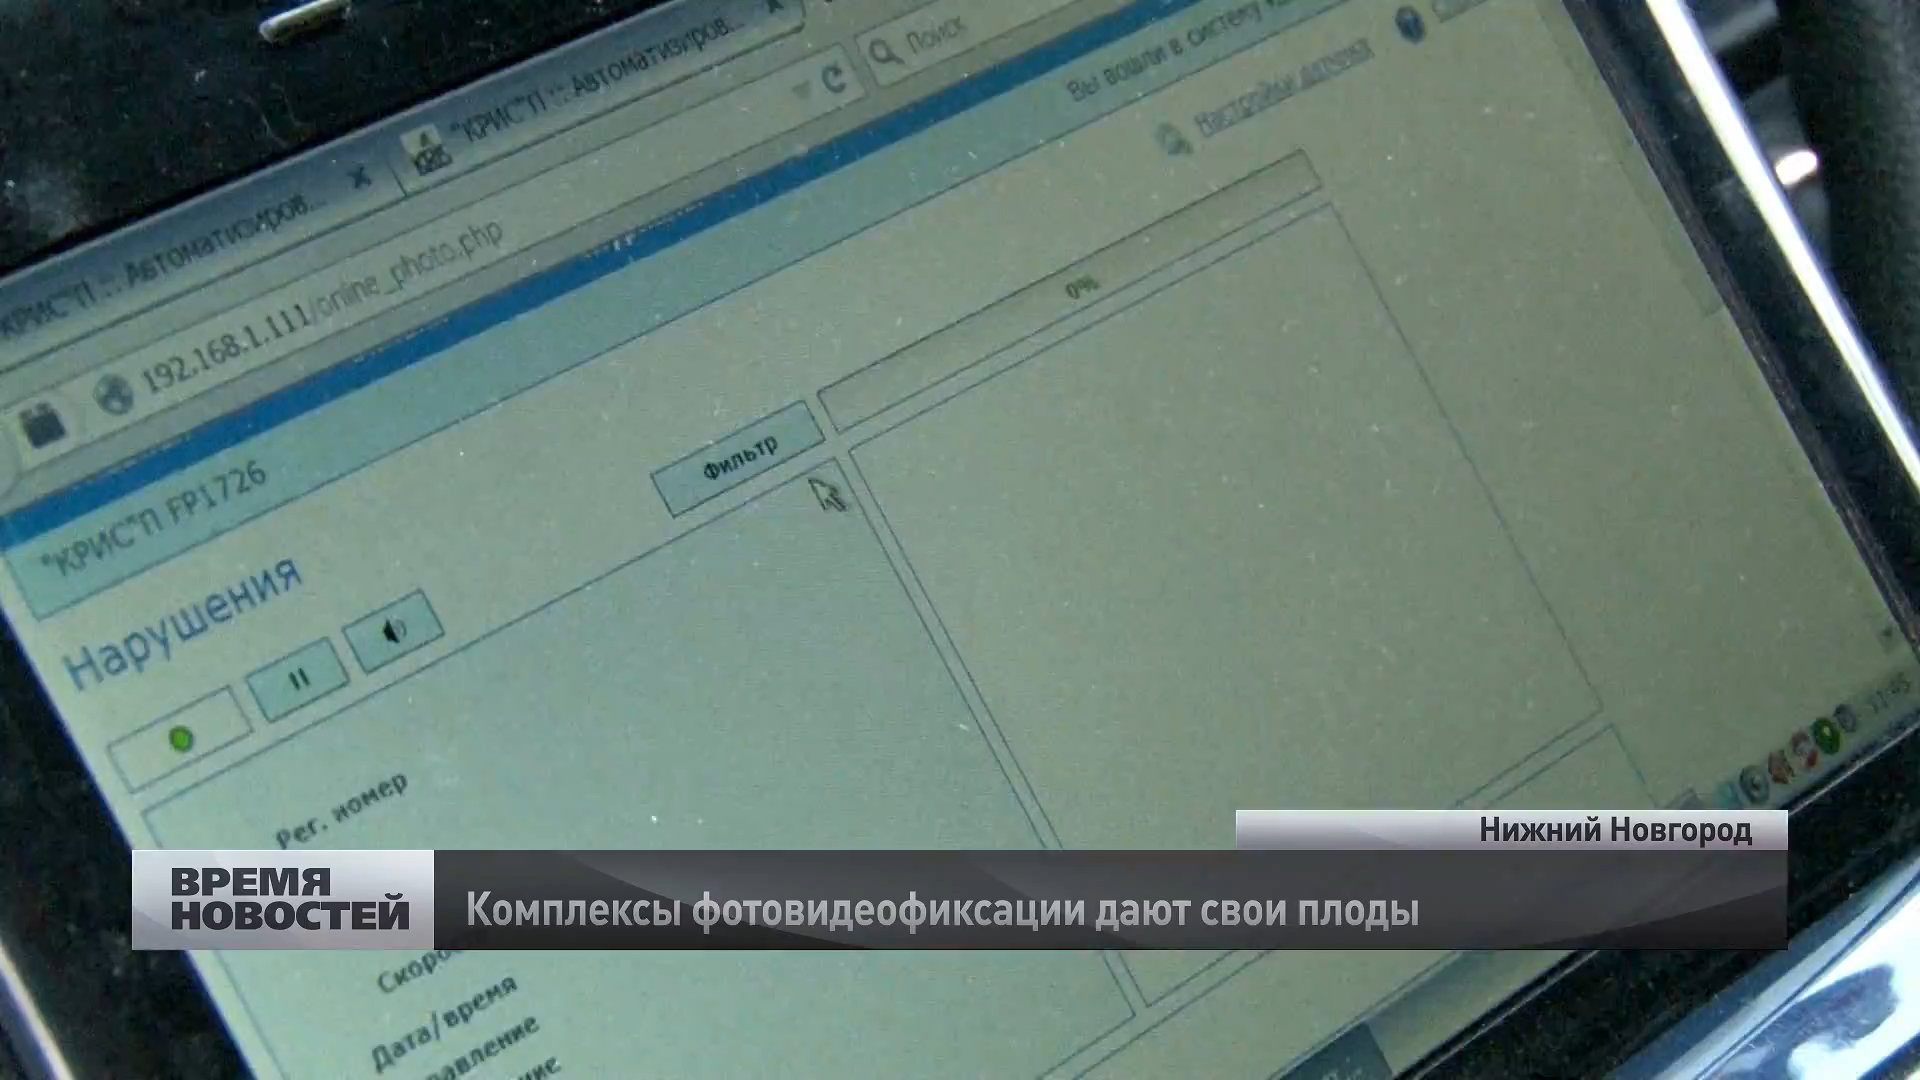 "КРИС"П :: Автоматизиров...
КРИС"П :: Автоматизиров...
Поиск
192.168.1.111/online_photo.php
Вы вошли в систему
"КРИС"П FP1726
Настройки датчика
Нарушения
Фильтр
0%
Рег. номер
Дата/время
Нижний Новгород
ВРЕМЯ
НОВОСТЕЙ
Комплексы фотовидеофиксации дают свои плоды